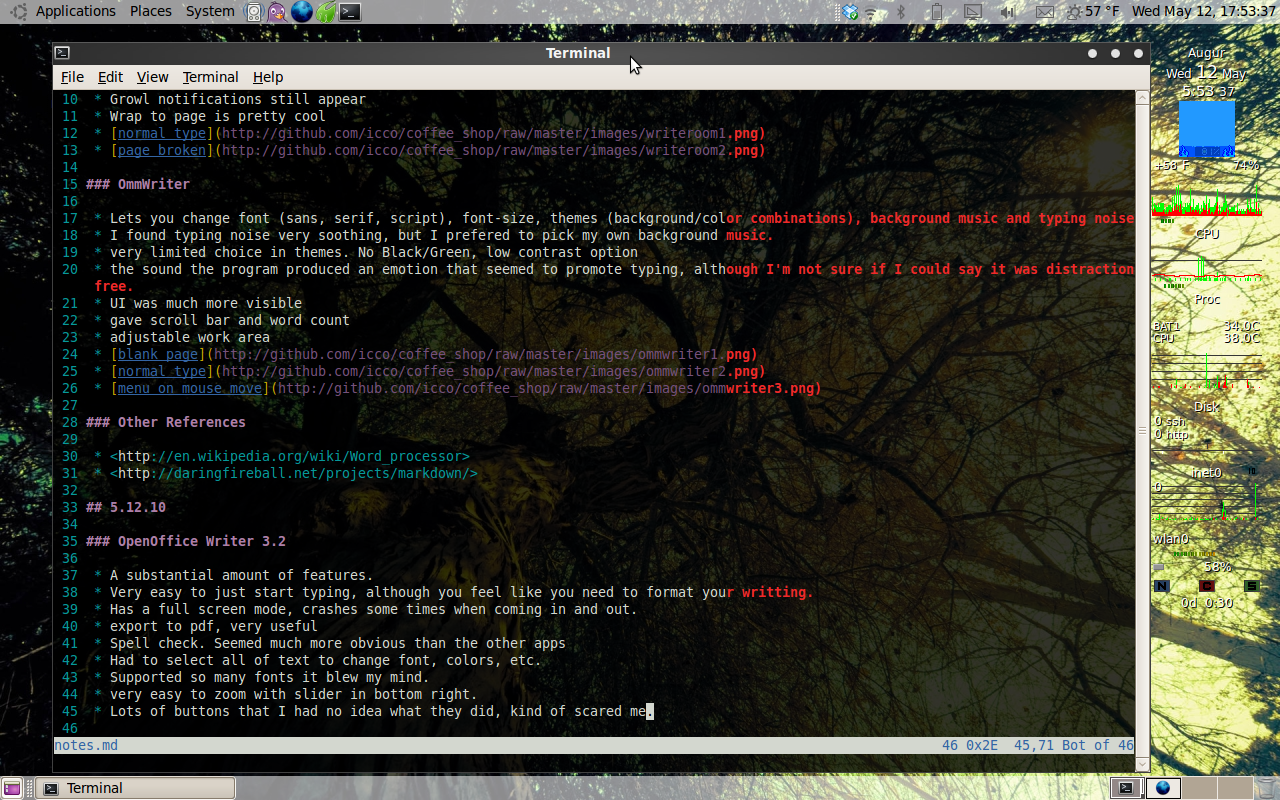 Applications Places System 57 °F Wed May 12, 17:53:37
Terminal
File Edit View Terminal Help
10 * Growl notifications still appear
11 * Wrap to page is pretty cool
12 * [normal type](http://github.com/icco/coffee_shop/raw/master/images/writeroom1.png)
13 * [page broken](http://github.com/icco/coffee_shop/raw/master/images/writeroom2.png)
14
15 ### OmmWriter
16
17 * Lets you change font (sans, serif, script), font-size, themes (background/color combinations), background music and typing noise
18 * I found typing noise very soothing, but I prefered to pick my own background music.
19 * very limited choice in themes. No Black/Green, low contrast option
20 * the sound the program produced an emotion that seemed to promote typing, although I'm not sure if I could say it was distraction
free.
21 * UI was much more visible
22 * gave scroll bar and word count
23 * adjustable work area
24 * [blank page](http://github.com/icco/coffee_shop/raw/master/images/ommwriter1.png)
25 * [normal type](http://github.com/icco/coffee_shop/raw/master/images/ommwriter2.png)
26 * [menu on mouse move](http://github.com/icco/coffee_shop/raw/master/images/ommwriter3.png)
27
28 ### Other References
29
30 * <http://en.wikipedia.org/wiki/Word_processor>
31 * <http://daringfireball.net/projects/markdown/>
32
33 ## 5.12.10
34
35 ### OpenOffice Writer 3.2
36
37 * A substantial amount of features.
38 * Very easy to just start typing, although you feel like you need to format your writting.
39 * Has a full screen mode, crashes some times when coming in and out.
40 * export to pdf, very useful
41 * Spell check. Seemed much more obvious than the other apps
42 * Had to select all of text to change font, colors, etc.
43 * Supported so many fonts it blew my mind.
44 * very easy to zoom with slider in bottom right.
45 * Lots of buttons that I had no idea what they did, kind of scared me.
46
notes.md 46 0x2E 45,71 Bot of 46
Augur
Wed 12 May
5:53 37
+58 F 74%
CPU
Proc
BAT1 34.0C
CPU 38.0C
Disk
0 ssh
0 http
inet0
0
wlan0
58%
N C S
0d 0:30
Terminal